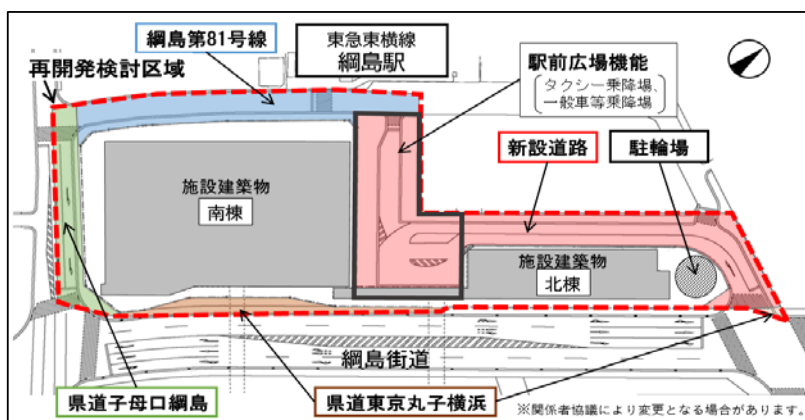 綱島第81号線
東急東横線
綱島駅
駅前広場機能
タクシー乗降場、
一般車等乗降場
再開発検討区域
新設道路
駐輪場
施設建築物
南棟
施設建築物
北棟
綱島街道
県道子母口綱島
県道東京丸子横浜
※関係者協議により変更となる場合があります。